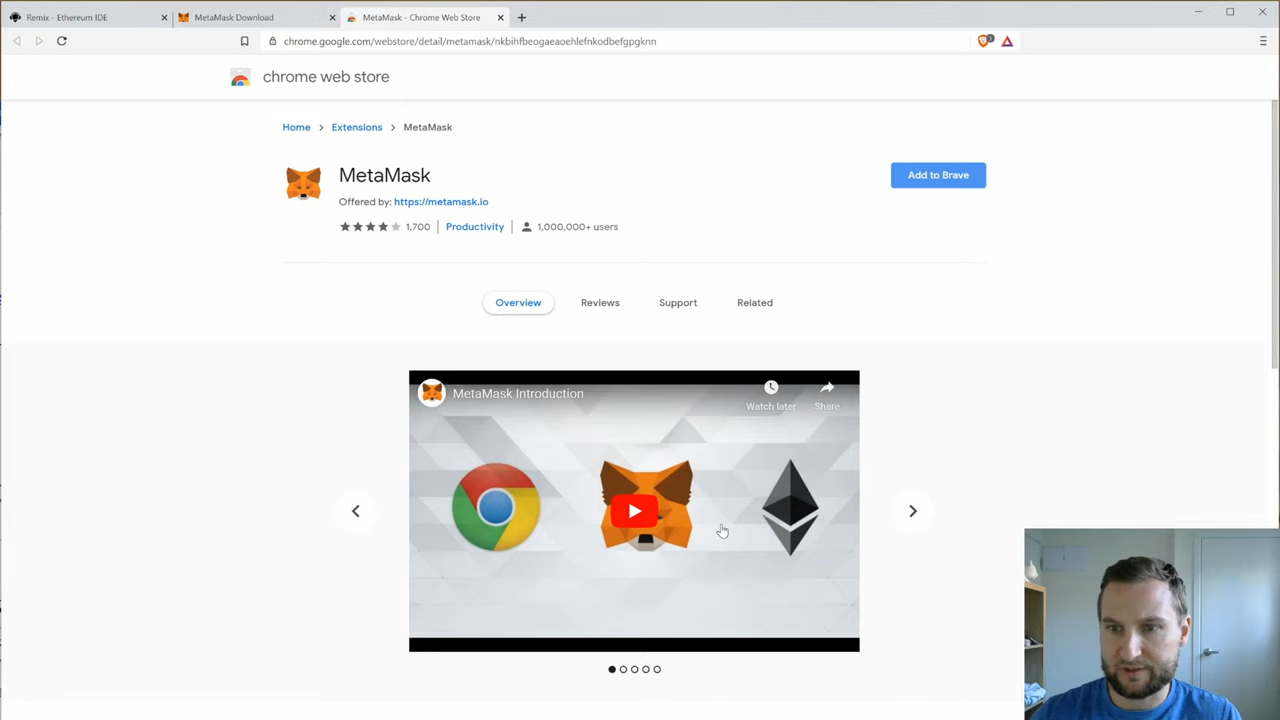 Remix - Ethereum IDE
MetaMask Download
MetaMask - Chrome Web Store
chrome.google.com/webstore/detail/metamask/nkbihfbeogaeaoehlefnkodbefgpgknn
chrome web store
Home
Extensions
MetaMask
MetaMask
Add to Brave
Offered by: https://metamask.io
1,700
Productivity
1,000,000+ users
Overview
Reviews
Support
Related
MetaMask Introduction
Watch later
Share